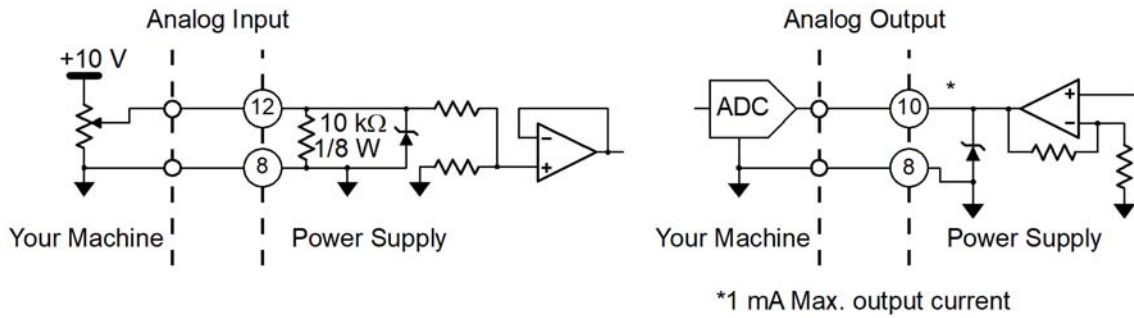 Analog Input
+10 V
12
10 kΩ
1/8 W
-
+
8
Your Machine
Power Supply
Analog Output
ADC
10
*
+
-
8
Your Machine
Power Supply
*1 mA Max. output current